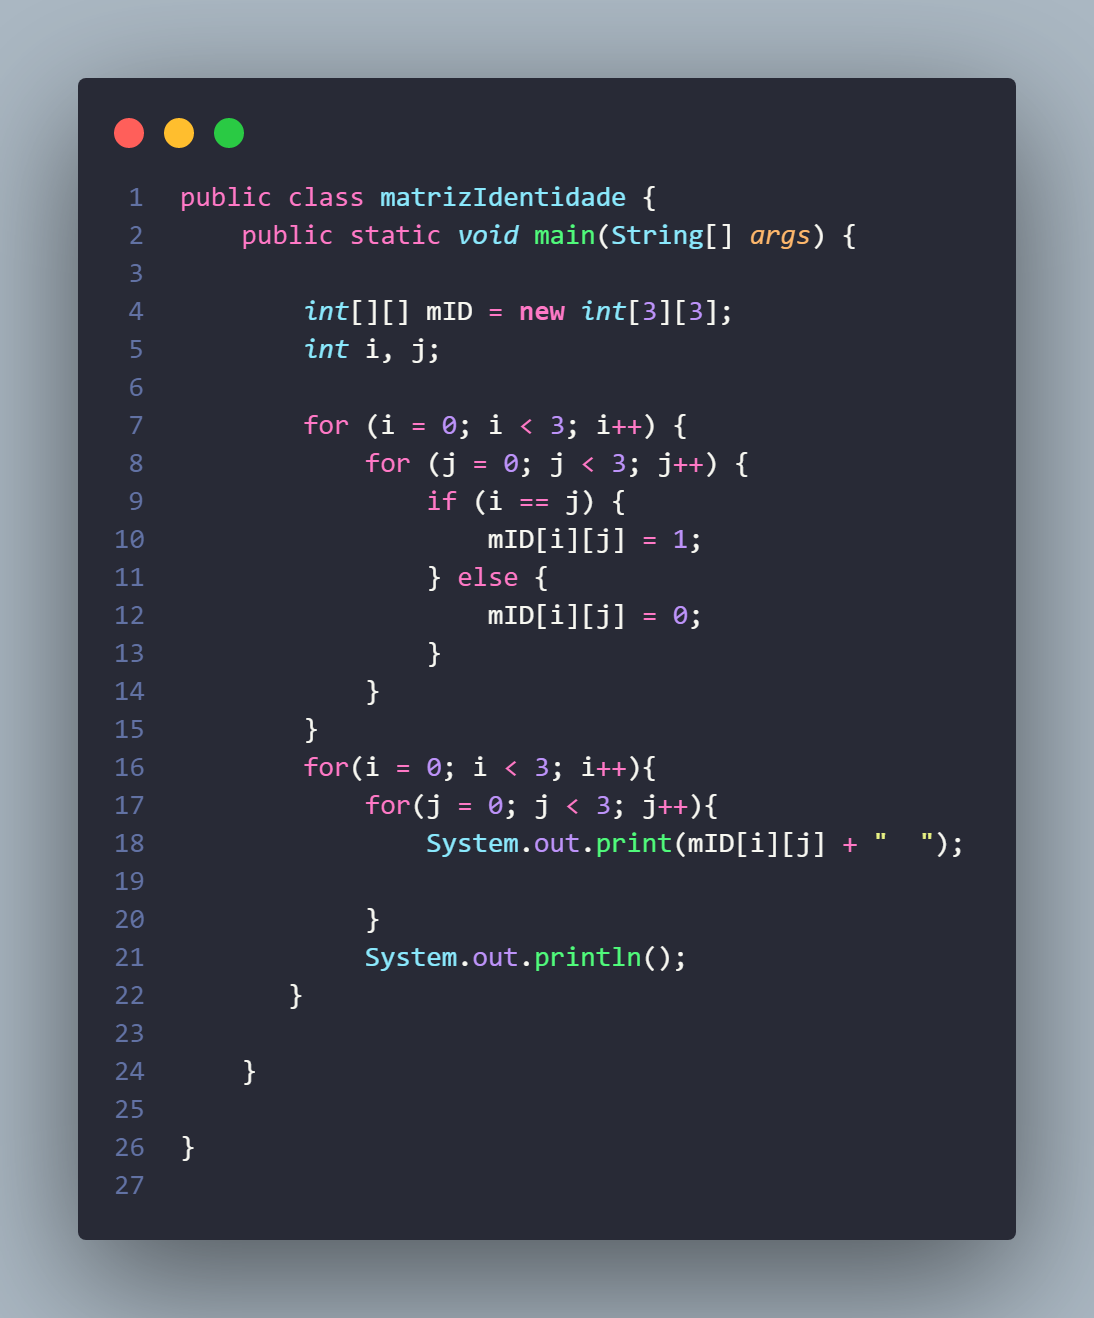 1 public class matrizIdentidade {
2     public static void main(String[] args) {
3
4         int[][] mID = new int[3][3];
5         int i, j;
6
7         for (i = 0; i < 3; i++) {
8             for (j = 0; j < 3; j++) {
9                 if (i == j) {
10                     mID[i][j] = 1;
11                 } else {
12                     mID[i][j] = 0;
13                 }
14             }
15         }
16         for(i = 0; i < 3; i++){
17             for(j = 0; j < 3; j++){
18                 System.out.print(mID[i][j] + "  ");
19
20             }
21             System.out.println();
22        }
23
24     }
25
26 }
27